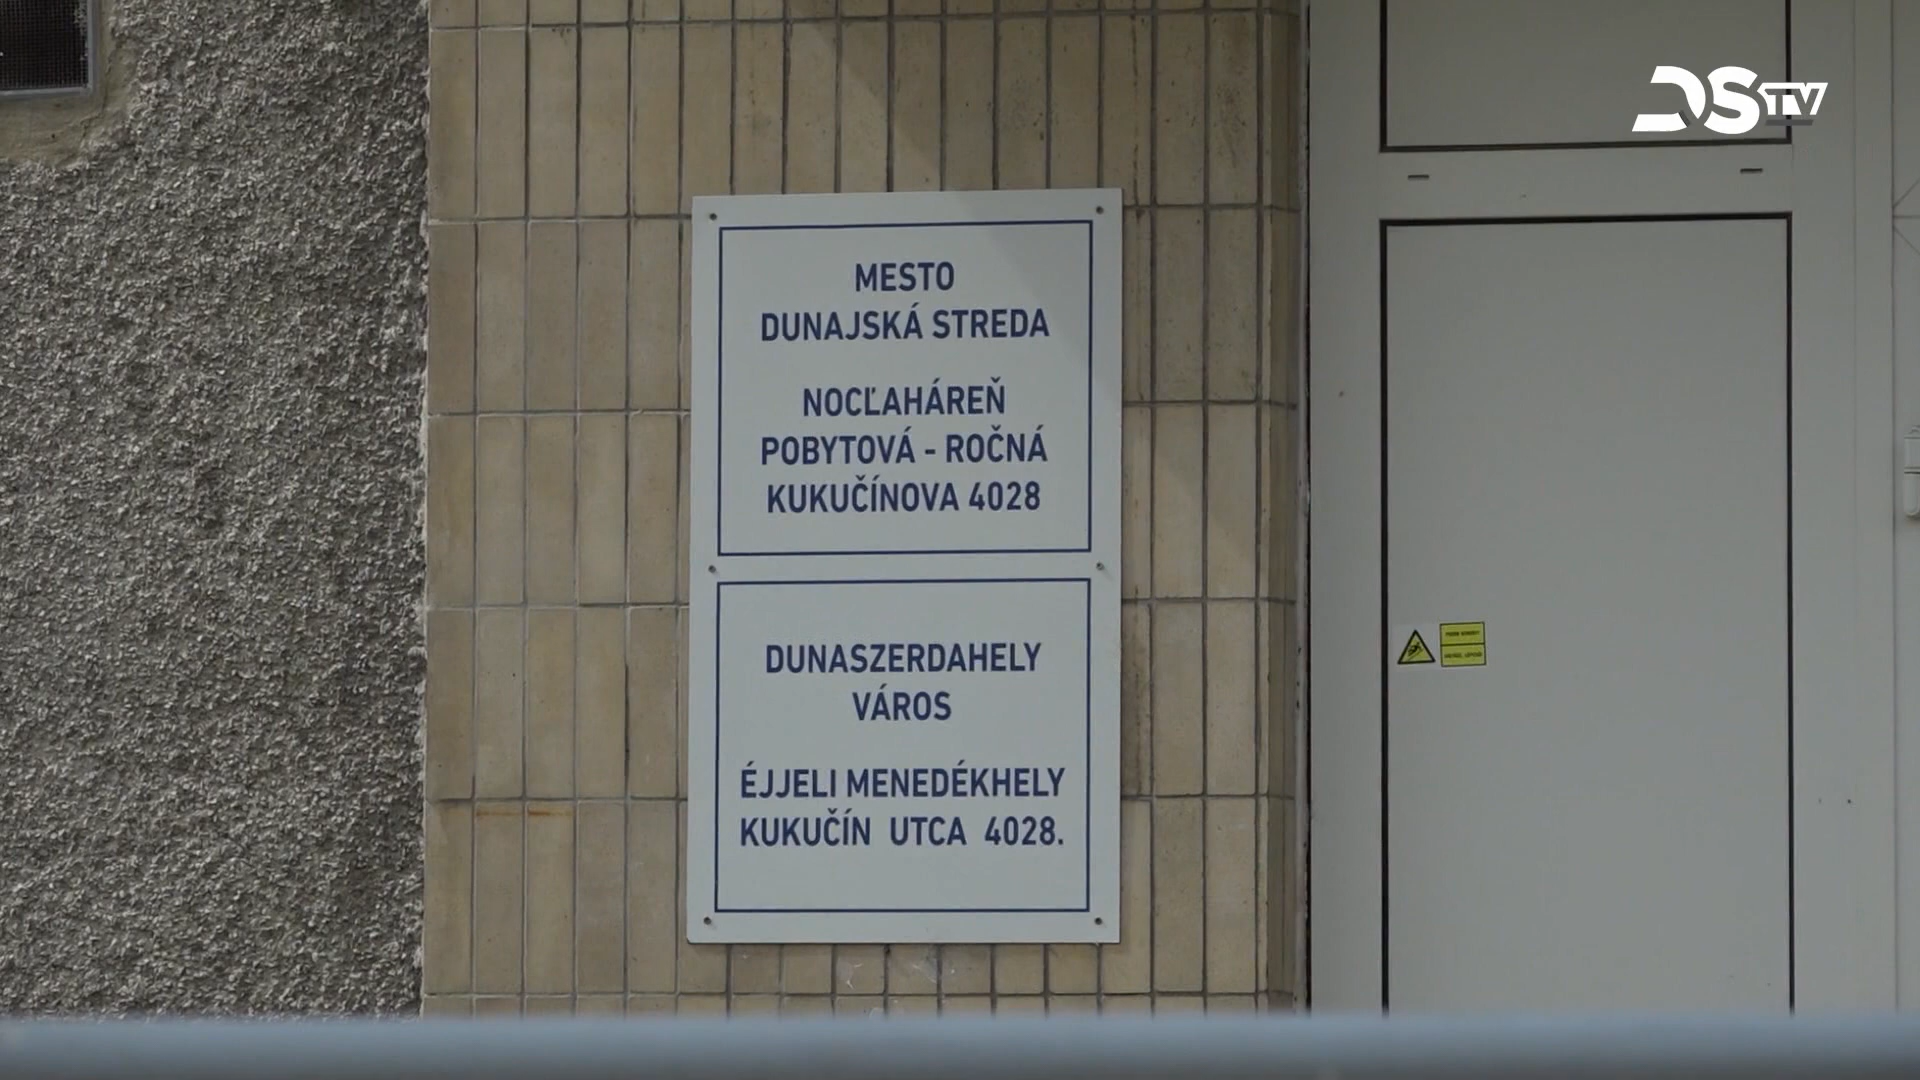 DSTV
MESTO
DUNAJSKÁ STREDA
NOCĽAHÁREŇ
POBYTOVÁ - ROČNÁ
KUKUČÍNOVA 4028
DUNASZERDAHELY
VÁROS
ÉJJELI MENEDÉKHELY
KUKUČÍN UTCA 4028.